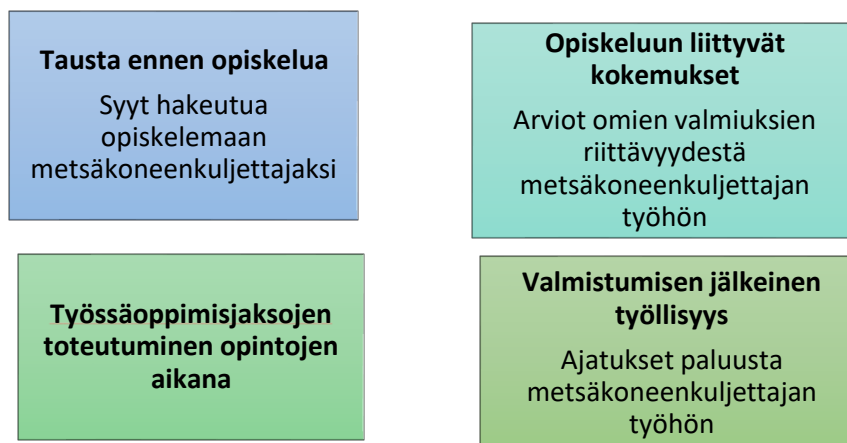 Tausta ennen opiskelua
Syyt hakeutua
opiskelemaan
metsäkoneenkuljettajaksi
Opiskeluun liittyvät
kokemukset
Arviot omien valmiuksien
riittävyydestä
metsäkoneenkuljettajan
työhön
Työssäoppimisjaksojen
toteutuminen opintojen
aikana
Valmistumisen jälkeinen
työllisyys
Ajatukset paluusta
metsäkoneenkuljettajan
työhön